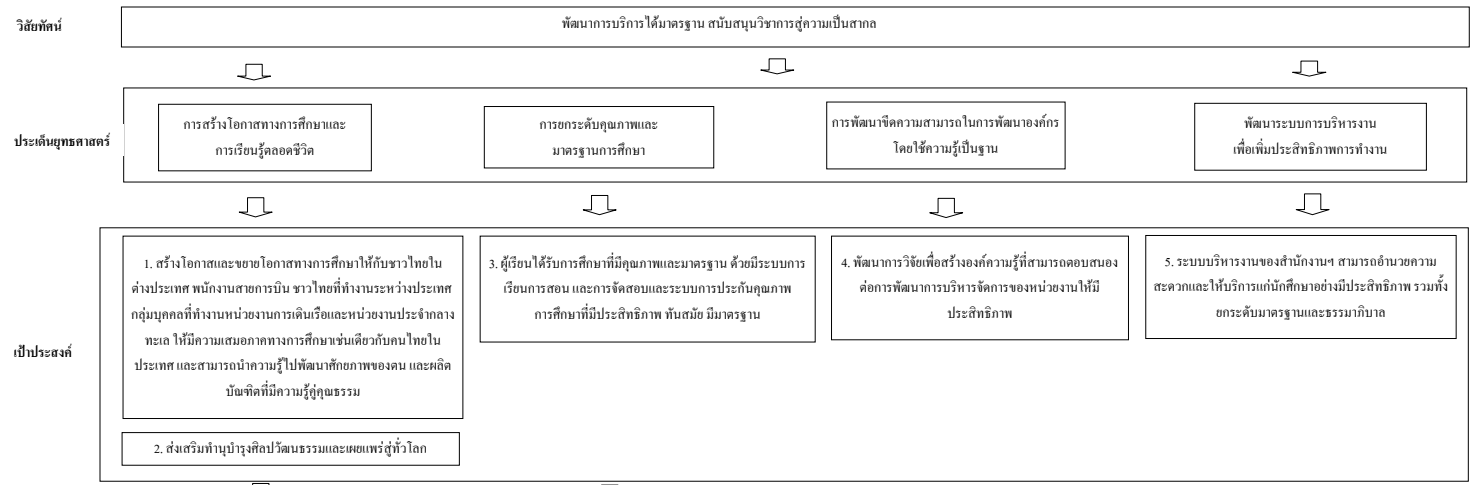 วิสัยทัศน์
พัฒนาการบริการได้มาตรฐาน สนับสนุนวิชาการสู่ความเป็นสากล
ประเด็นยุทธศาสตร์
การสร้างโอกาสทางการศึกษาและ
การเรียนรู้ตลอดชีวิต
การยกระดับคุณภาพและ
มาตรฐานการศึกษา
การพัฒนาขีดความสามารถในการพัฒนาองค์กร
โดยใช้ความรู้เป็นฐาน
พัฒนาระบบการบริหารงาน
เพื่อเพิ่มประสิทธิภาพการทำงาน
เป้าประสงค์
1. สร้างโอกาสและขยายโอกาสทางการศึกษาให้กับชาวไทยใน
ต่างประเทศ พนักงานสายการบิน ชาวไทยที่ทำงานระหว่างประเทศ
กลุ่มบุคคลที่ทำงานหน่วยงานการเดินเรือและหน่วยงานประจำกลาง
ทะเล ให้มีความเสมอภาคทางการศึกษาเช่นเดียวกับคนไทยใน
ประเทศ และสามารถนำความรู้ไปพัฒนาศักยภาพของตน และผลิต
บัณฑิตที่มีความรู้คู่คุณธรรม
2. ส่งเสริมทำนุบำรุงศิลปวัฒนธรรมและเผยแพร่สู่ทั่วโลก
3. ผู้เรียนได้รับการศึกษาที่มีคุณภาพและมาตรฐาน ด้วยมีระบบการ
เรียนการสอน และการจัดสอบและระบบการประกันคุณภาพ
การศึกษาที่มีประสิทธิภาพ ทันสมัย มีมาตรฐาน
4. พัฒนาการวิจัยเพื่อสร้างองค์ความรู้ที่สามารถตอบสนอง
ต่อการพัฒนาการบริหารจัดการของหน่วยงานให้มี
ประสิทธิภาพ
5. ระบบบริหารงานของสำนักงานฯ สามารถอำนวยความ
สะดวกและให้บริการแก่นักศึกษาอย่างมีประสิทธิภาพ รวมทั้ง
ยกระดับมาตรฐานและธรรมาภิบาล